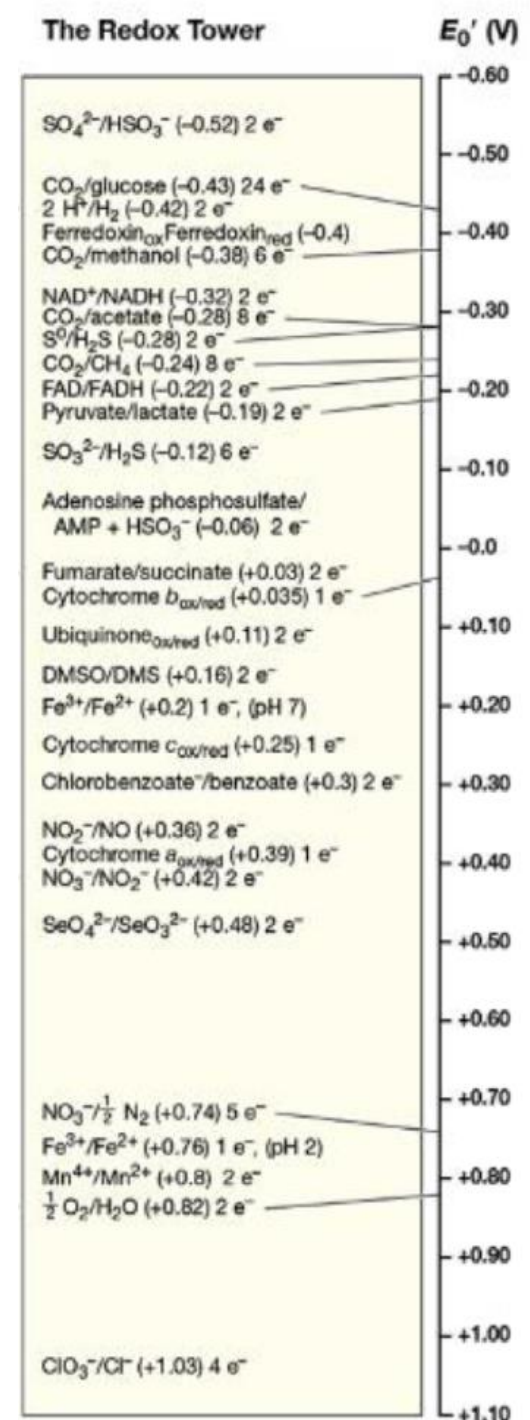 The Redox Tower
E₀′ (V)
SO₄²⁻/HSO₃⁻ (–0.52) 2 e⁻
CO₂/glucose (–0.43) 24 e⁻
2 H⁺/H₂ (–0.42) 2 e⁻
Ferredoxin_ox Ferredoxin_red (–0.4)
CO₂/methanol (–0.38) 6 e⁻
NAD⁺/NADH (–0.32) 2 e⁻
CO₂/acetate (–0.28) 8 e⁻
S⁰/H₂S (–0.28) 2 e⁻
CO₂/CH₄ (–0.24) 8 e⁻
FAD/FADH (–0.22) 2 e⁻
Pyruvate/lactate (–0.19) 2 e⁻
SO₃²⁻/H₂S (–0.12) 6 e⁻
Adenosine phosphosulfate/
AMP + HSO₃⁻ (–0.06) 2 e⁻
Fumarate/succinate (+0.03) 2 e⁻
Cytochrome b_ox/red (+0.035) 1 e⁻
Ubiquinone_ox/red (+0.11) 2 e⁻
DMSO/DMS (+0.16) 2 e⁻
Fe³⁺/Fe²⁺ (+0.2) 1 e⁻, (pH 7)
Cytochrome c_ox/red (+0.25) 1 e⁻
Chlorobenzoate⁻/benzoate (+0.3) 2 e⁻
NO₂⁻/NO (+0.36) 2 e⁻
Cytochrome a_ox/red (+0.39) 1 e⁻
NO₃⁻/NO₂⁻ (+0.42) 2 e⁻
SeO₄²⁻/SeO₃²⁻ (+0.48) 2 e⁻
NO₃⁻/½ N₂ (+0.74) 5 e⁻
Fe³⁺/Fe²⁺ (+0.76) 1 e⁻, (pH 2)
Mn⁴⁺/Mn²⁺ (+0.8) 2 e⁻
½ O₂/H₂O (+0.82) 2 e⁻
ClO₃⁻/Cl⁻ (+1.03) 4 e⁻
–0.60
–0.50
–0.40
–0.30
–0.20
–0.10
–0.0
+0.10
+0.20
+0.30
+0.40
+0.50
+0.60
+0.70
+0.80
+0.90
+1.00
+1.10